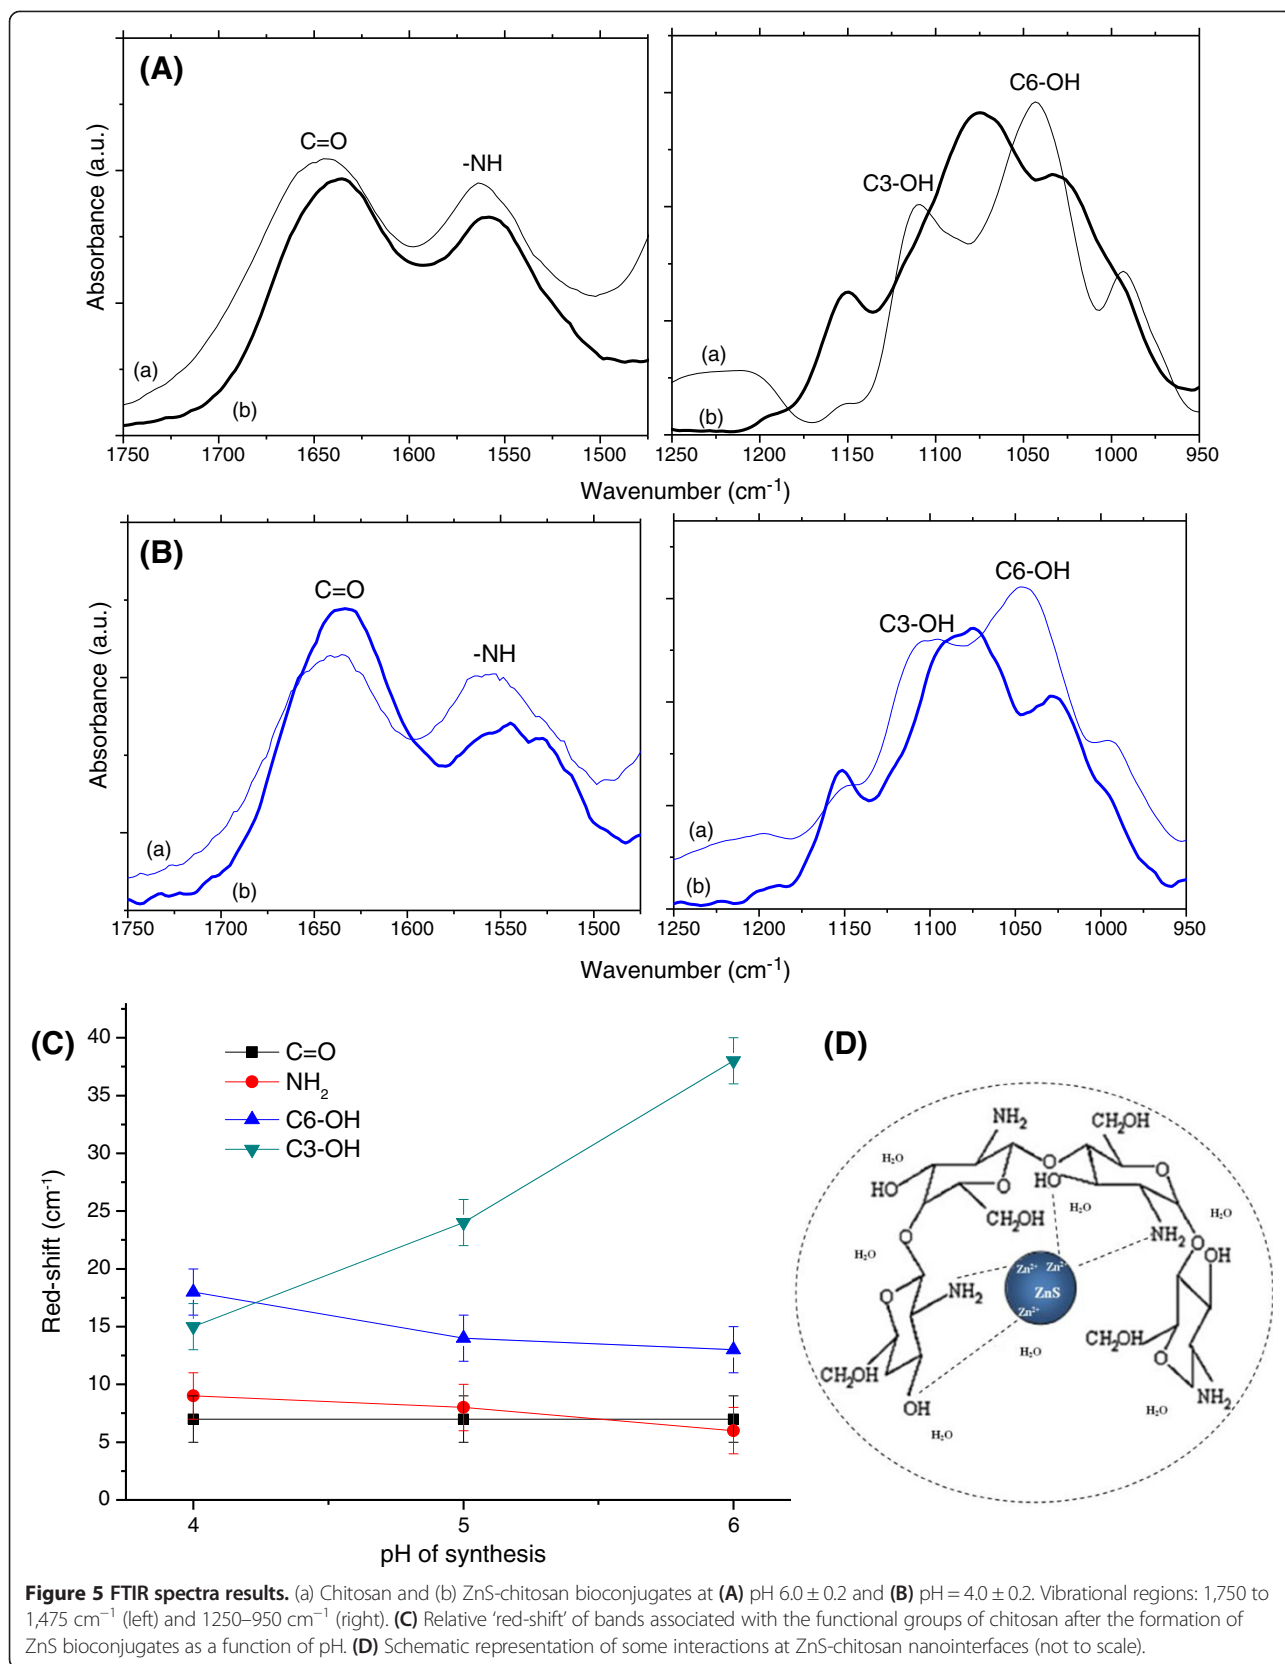 (A)
C=O
-NH
C3-OH
C6-OH
Absorbance (a.u.)
(a)
(b)
(a)
(b)
1750 1700 1650 1600 1550 1500
1250 1200 1150 1100 1050 1000 950
Wavenumber (cm⁻¹)
(B)
C=O
-NH
C3-OH
C6-OH
Absorbance (a.u.)
(a)
(b)
(a)
(b)
1750 1700 1650 1600 1550 1500
1250 1200 1150 1100 1050 1000 950
Wavenumber (cm⁻¹)
(C)
C=O
NH₂
C6-OH
C3-OH
Red-shift (cm⁻¹)
40
35
30
25
20
15
10
5
0
4 5 6
pH of synthesis
(D)
NH₂
CH₂OH
H₂O
HO
O
O
HO
O
H₂O
CH₂OH
H₂O
O
NH₂
O
OH
H₂O
Zn²⁺ Zn²⁺
ZnS
Zn²⁺
O
NH₂
H₂O
CH₂OH
O
CH₂OH
OH
NH₂
H₂O
H₂O
Figure 5 FTIR spectra results. (a) Chitosan and (b) ZnS-chitosan bioconjugates at (A) pH 6.0 ± 0.2 and (B) pH = 4.0 ± 0.2. Vibrational regions: 1,750 to
1,475 cm⁻¹ (left) and 1250–950 cm⁻¹ (right). (C) Relative 'red-shift' of bands associated with the functional groups of chitosan after the formation of
ZnS bioconjugates as a function of pH. (D) Schematic representation of some interactions at ZnS-chitosan nanointerfaces (not to scale).